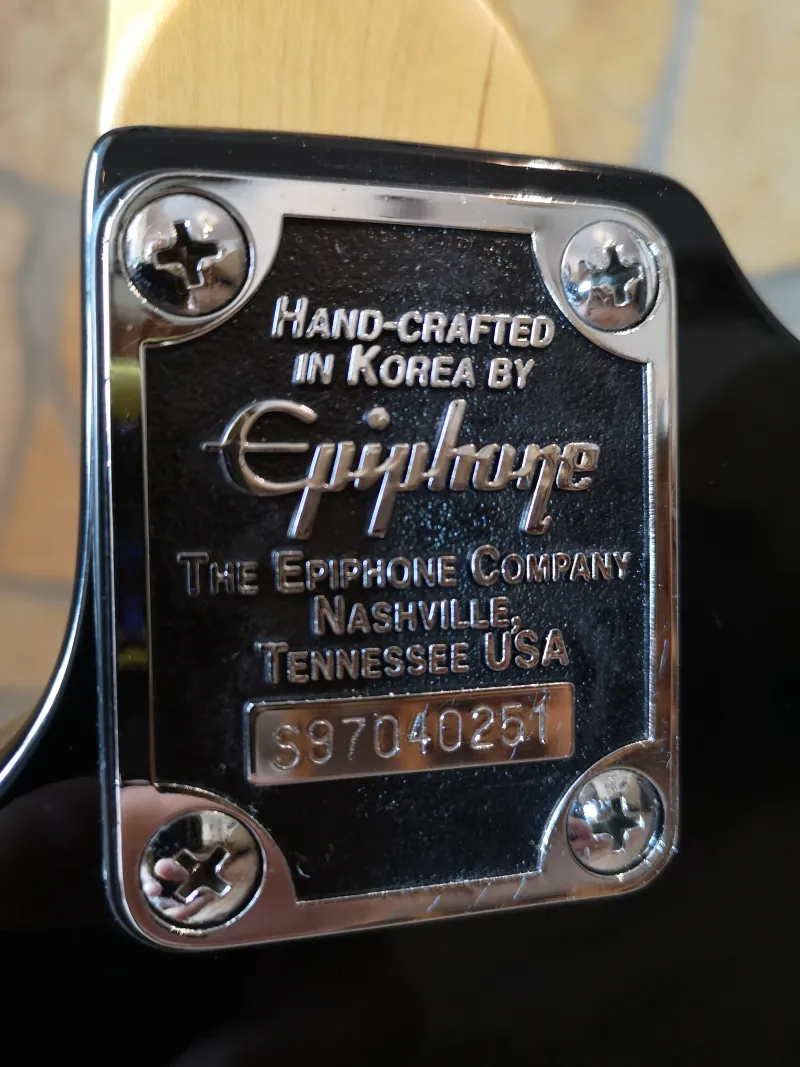 HAND-CRAFTED
IN KOREA BY
Epiphone
THE EPIPHONE COMPANY
NASHVILLE,
TENNESSEE USA
S97040251